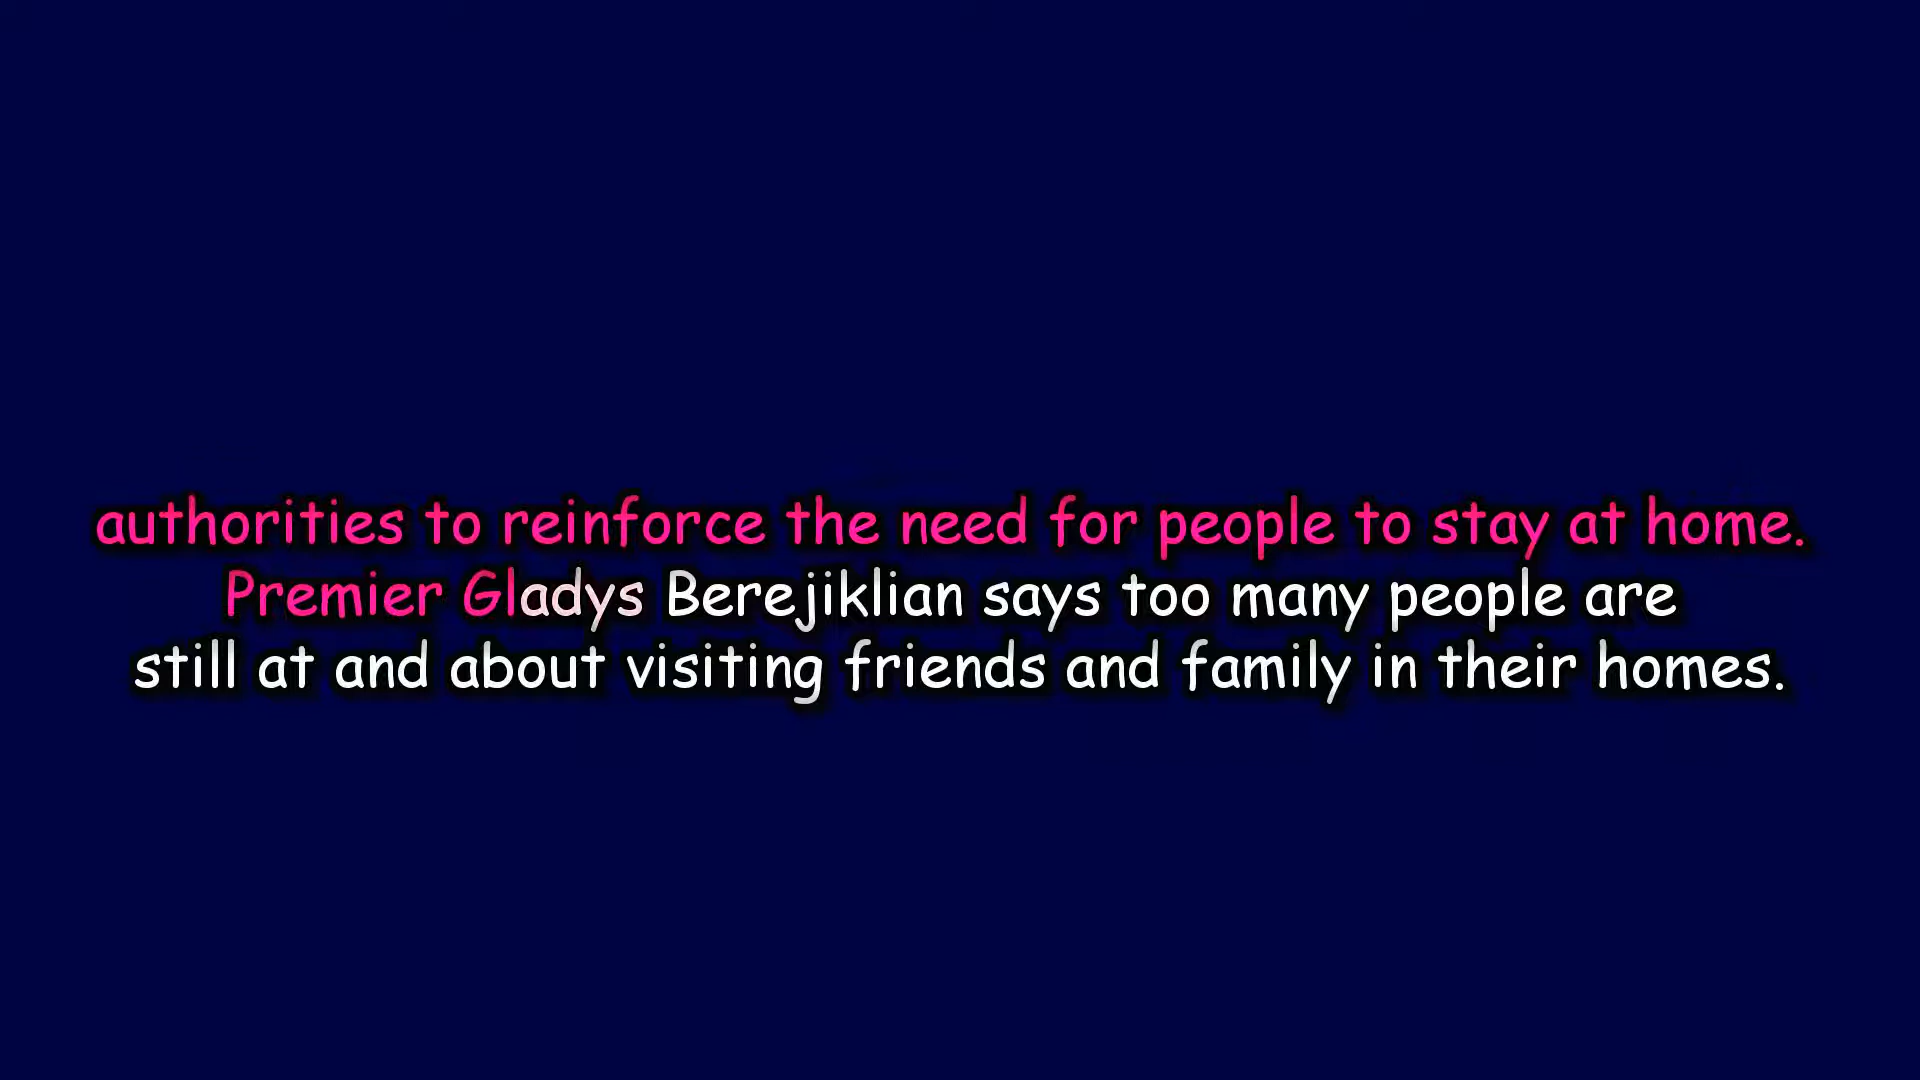 authorities to reinforce the need for people to stay at home.
Premier Gladys Berejiklian says too many people are
still at and about visiting friends and family in their homes.